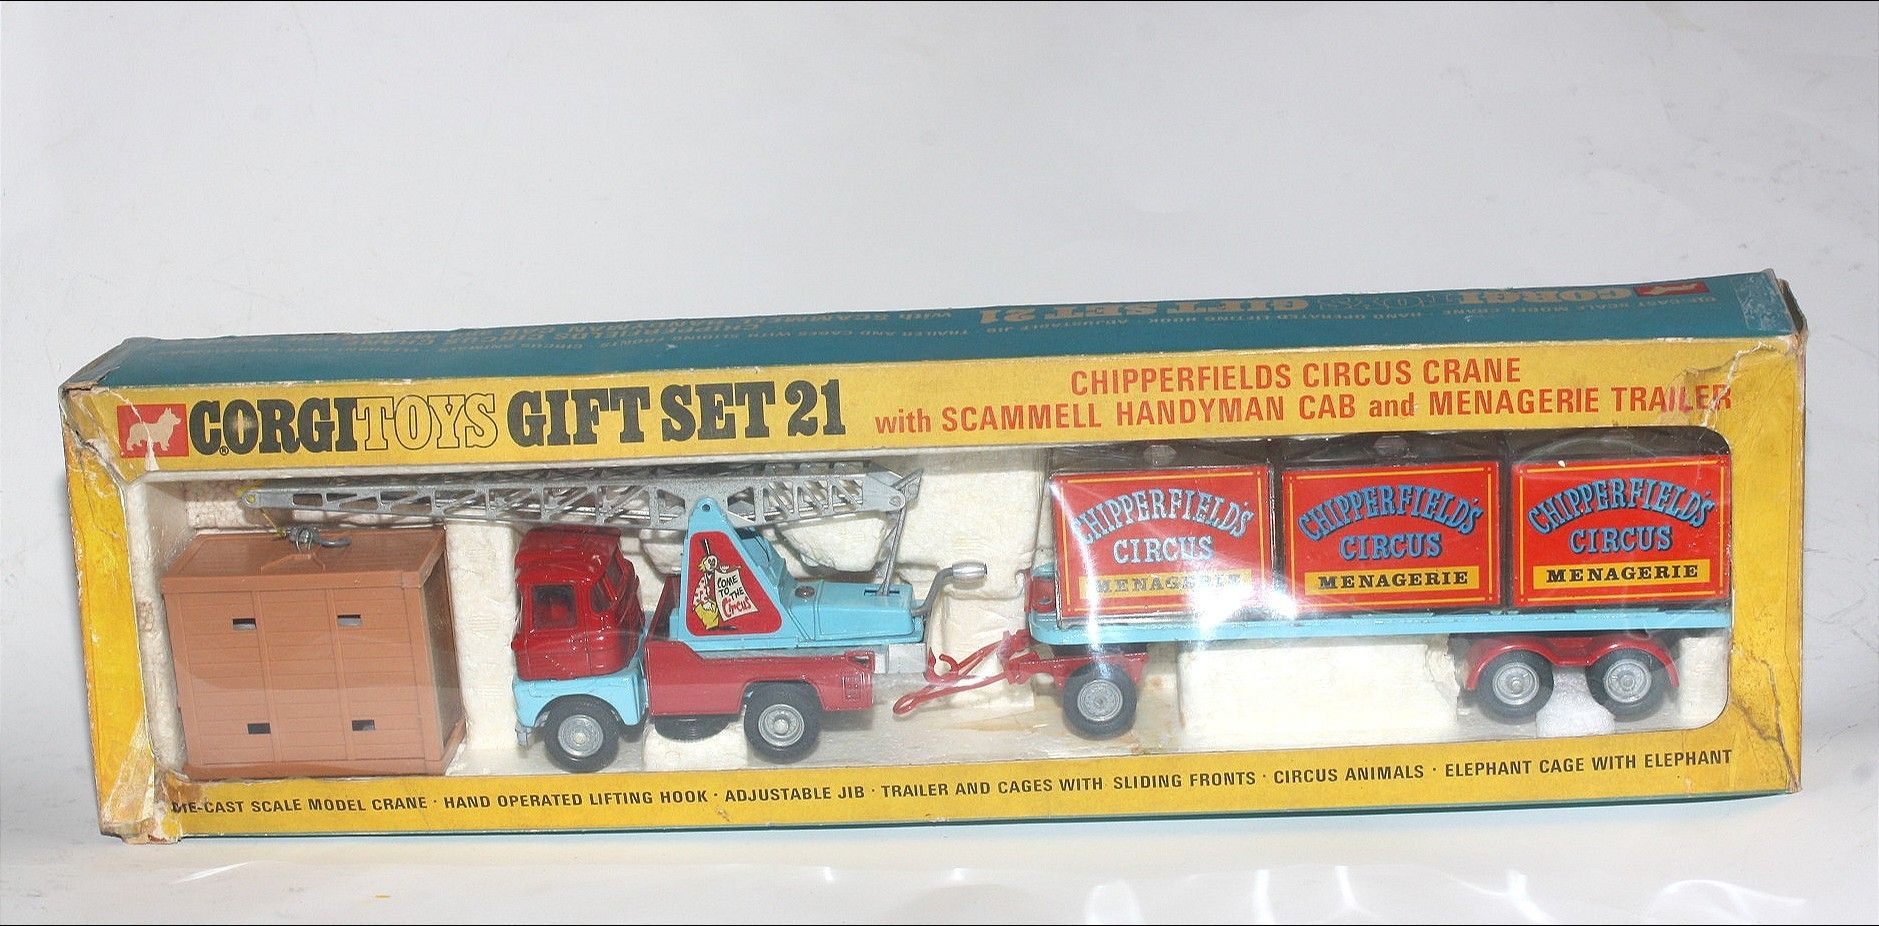 CORGI TOYS GIFT SET 21
CHIPPERFIELDS CIRCUS CRANE
with SCAMMELL HANDYMAN CAB and MENAGERIE TRAILER
COME
TO THE
Circus
CHIPPERFIELD'S
CIRCUS
MENAGERIE
CHIPPERFIELD'S
CIRCUS
MENAGERIE
CHIPPERFIELD'S
CIRCUS
MENAGERIE
DIE-CAST SCALE MODEL CRANE · HAND OPERATED LIFTING HOOK · ADJUSTABLE JIB · TRAILER AND CAGES WITH SLIDING FRONTS · CIRCUS ANIMALS · ELEPHANT CAGE WITH ELEPHANT